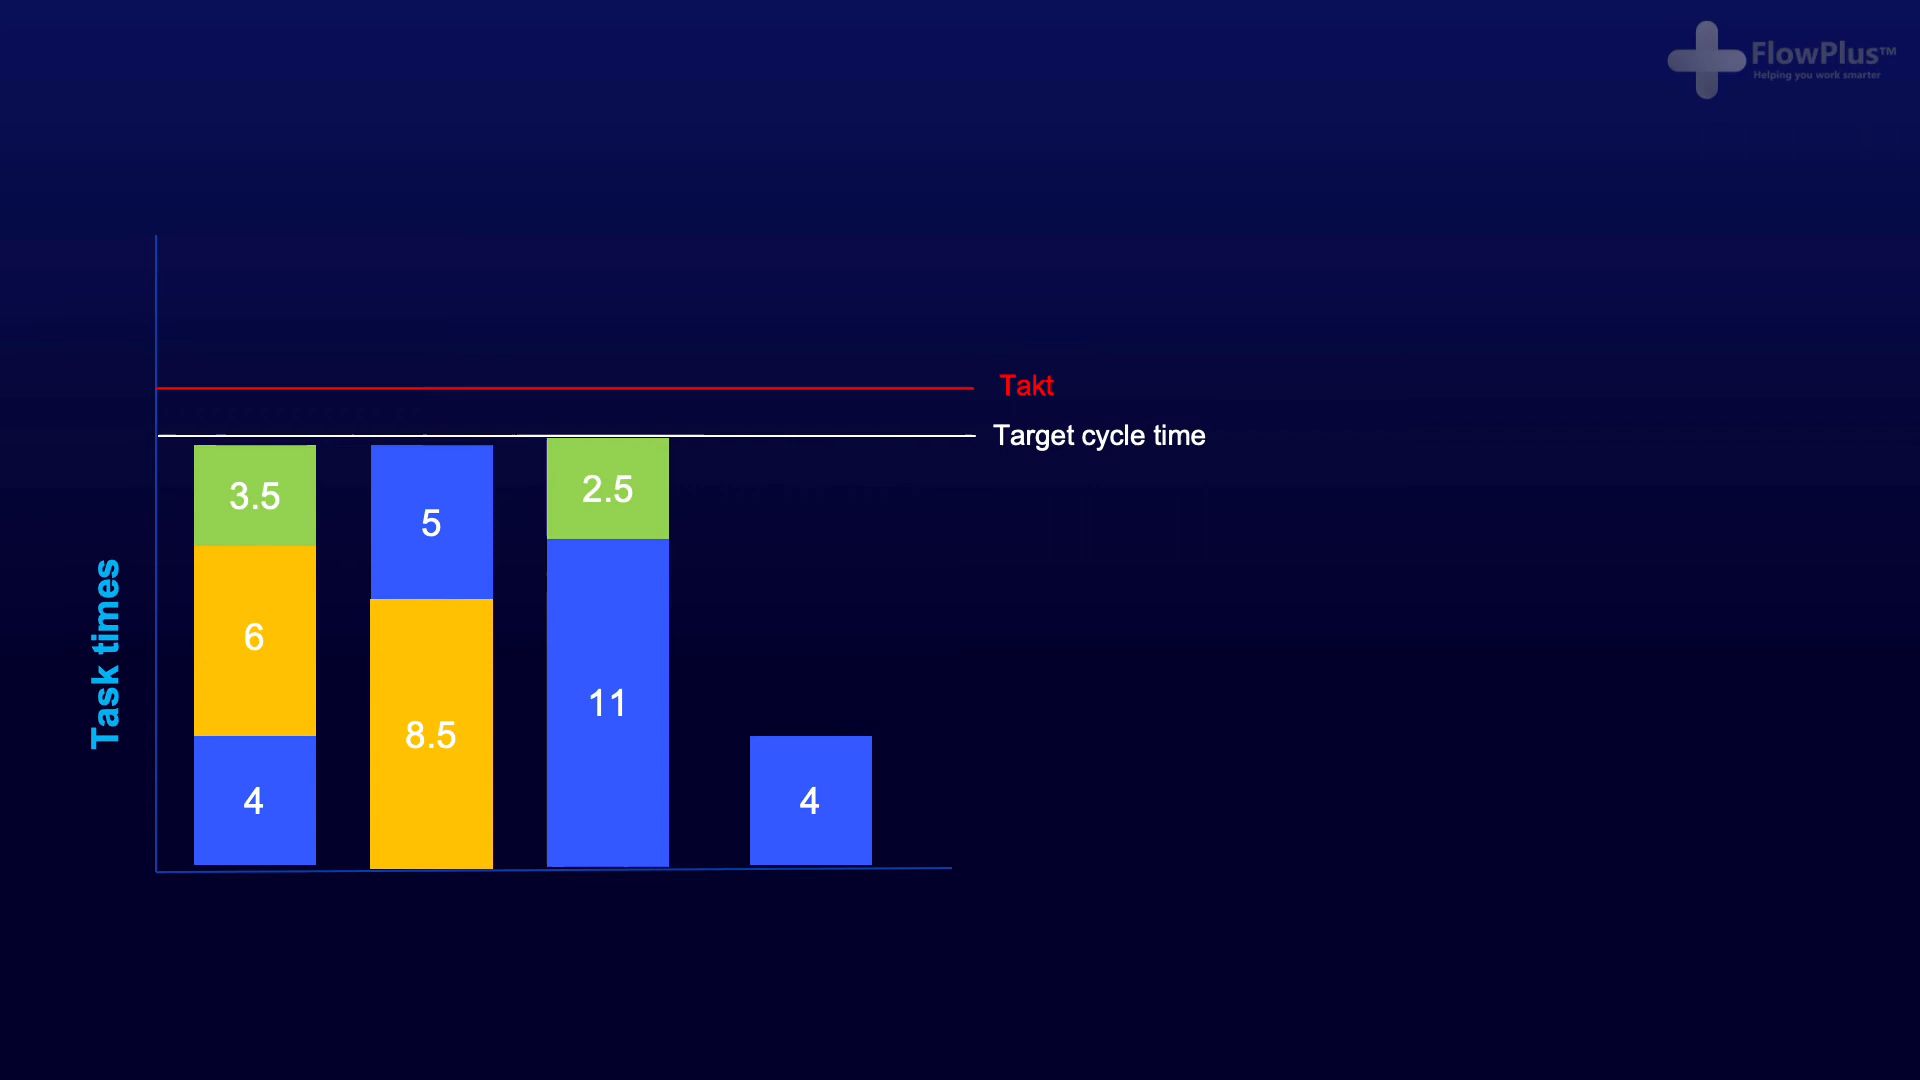 FlowPlus™
Helping you work smarter
Takt
Target cycle time
3.5
5
2.5
6
11
8.5
4
4
Task times